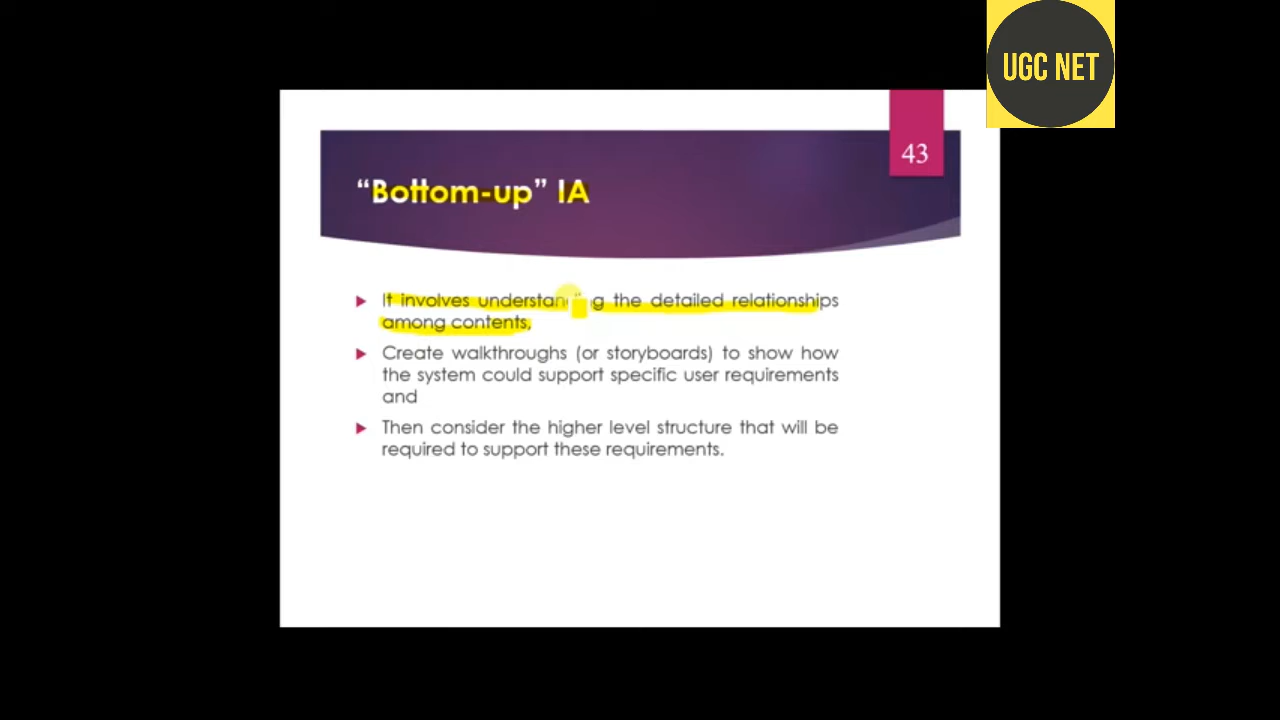 UGC NET
43
“Bottom-up” IA
It involves understanding the detailed relationships
among contents,
Create walkthroughs (or storyboards) to show how
the system could support specific user requirements
and
Then consider the higher level structure that will be
required to support these requirements.